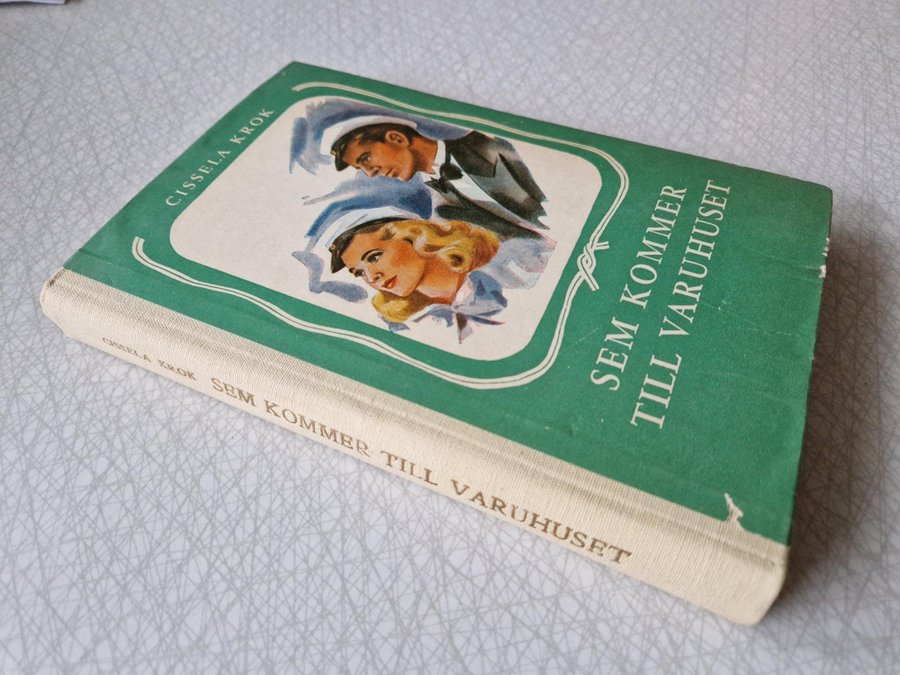 CISSELA KROK
SEM KOMMER
TILL VARUHUSET
CISSELA KROK SEM KOMMER TILL VARUHUSET